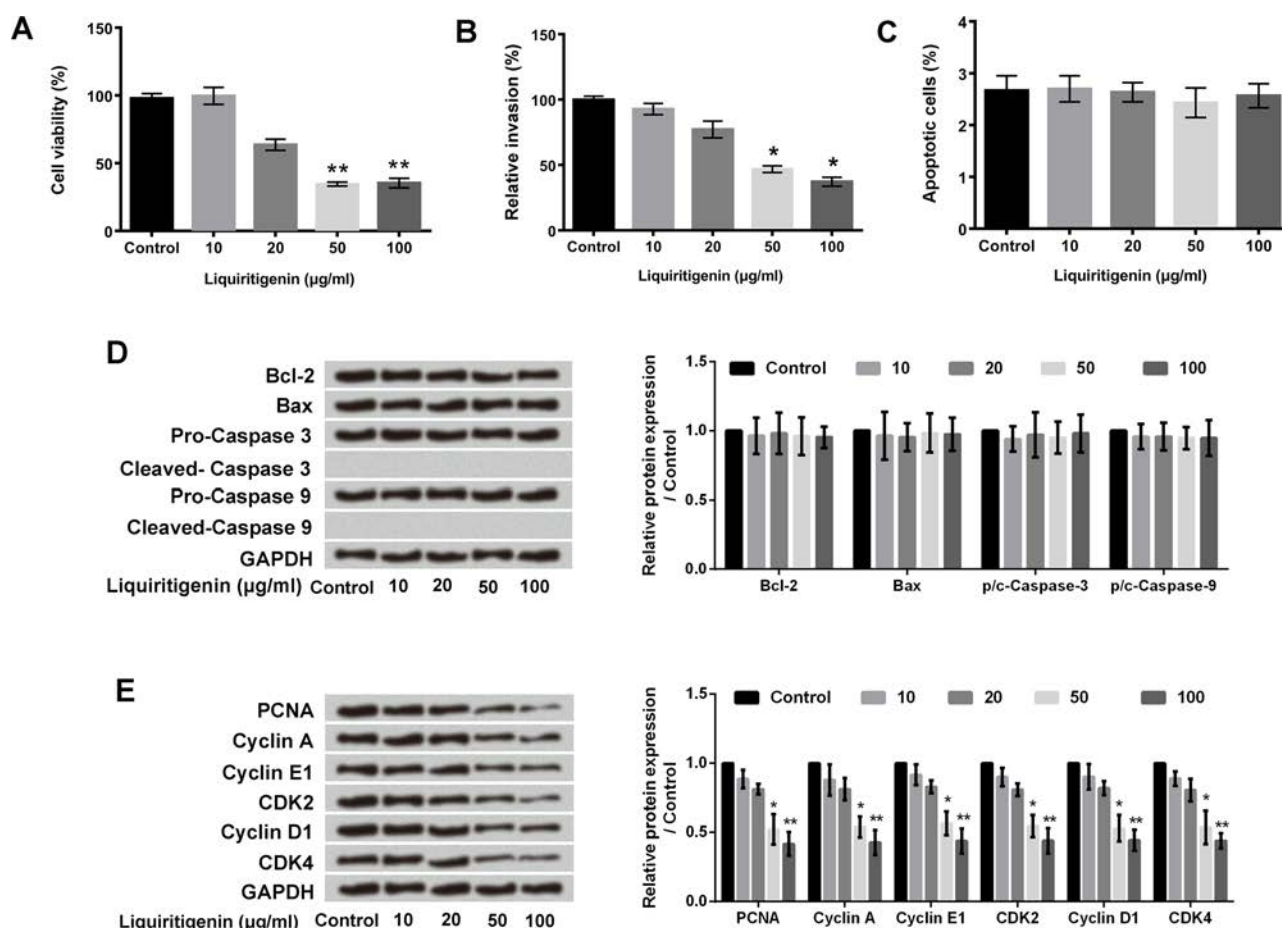 A
Cell viability (%)
150
100
50
0
**
**
Control 10 20 50 100
Liquiritigenin (µg/ml)
B
Relative invasion (%)
150
100
50
0
*
*
Control 10 20 50 100
Liquiritigenin (µg/ml)
C
Apoptotic cells (%)
4
3
2
1
0
Control 10 20 50 100
Liquiritigenin (µg/ml)
D
Bcl-2
Bax
Pro-Caspase 3
Cleaved- Caspase 3
Pro-Caspase 9
Cleaved-Caspase 9
GAPDH
Liquiritigenin (µg/ml) Control 10 20 50 100
Relative protein expression
/ Control
1.5
1.0
0.5
0.0
Control 10 20 50 100
Bcl-2 Bax p/c-Caspase-3 p/c-Caspase-9
E
PCNA
Cyclin A
Cyclin E1
CDK2
Cyclin D1
CDK4
GAPDH
Liquiritigenin (µg/ml) Control 10 20 50 100
Relative protein expression
/ Control
1.5
1.0
0.5
0.0
Control 10 20 50 100
* ** * ** * ** * ** * ** * **
PCNA Cyclin A Cyclin E1 CDK2 Cyclin D1 CDK4